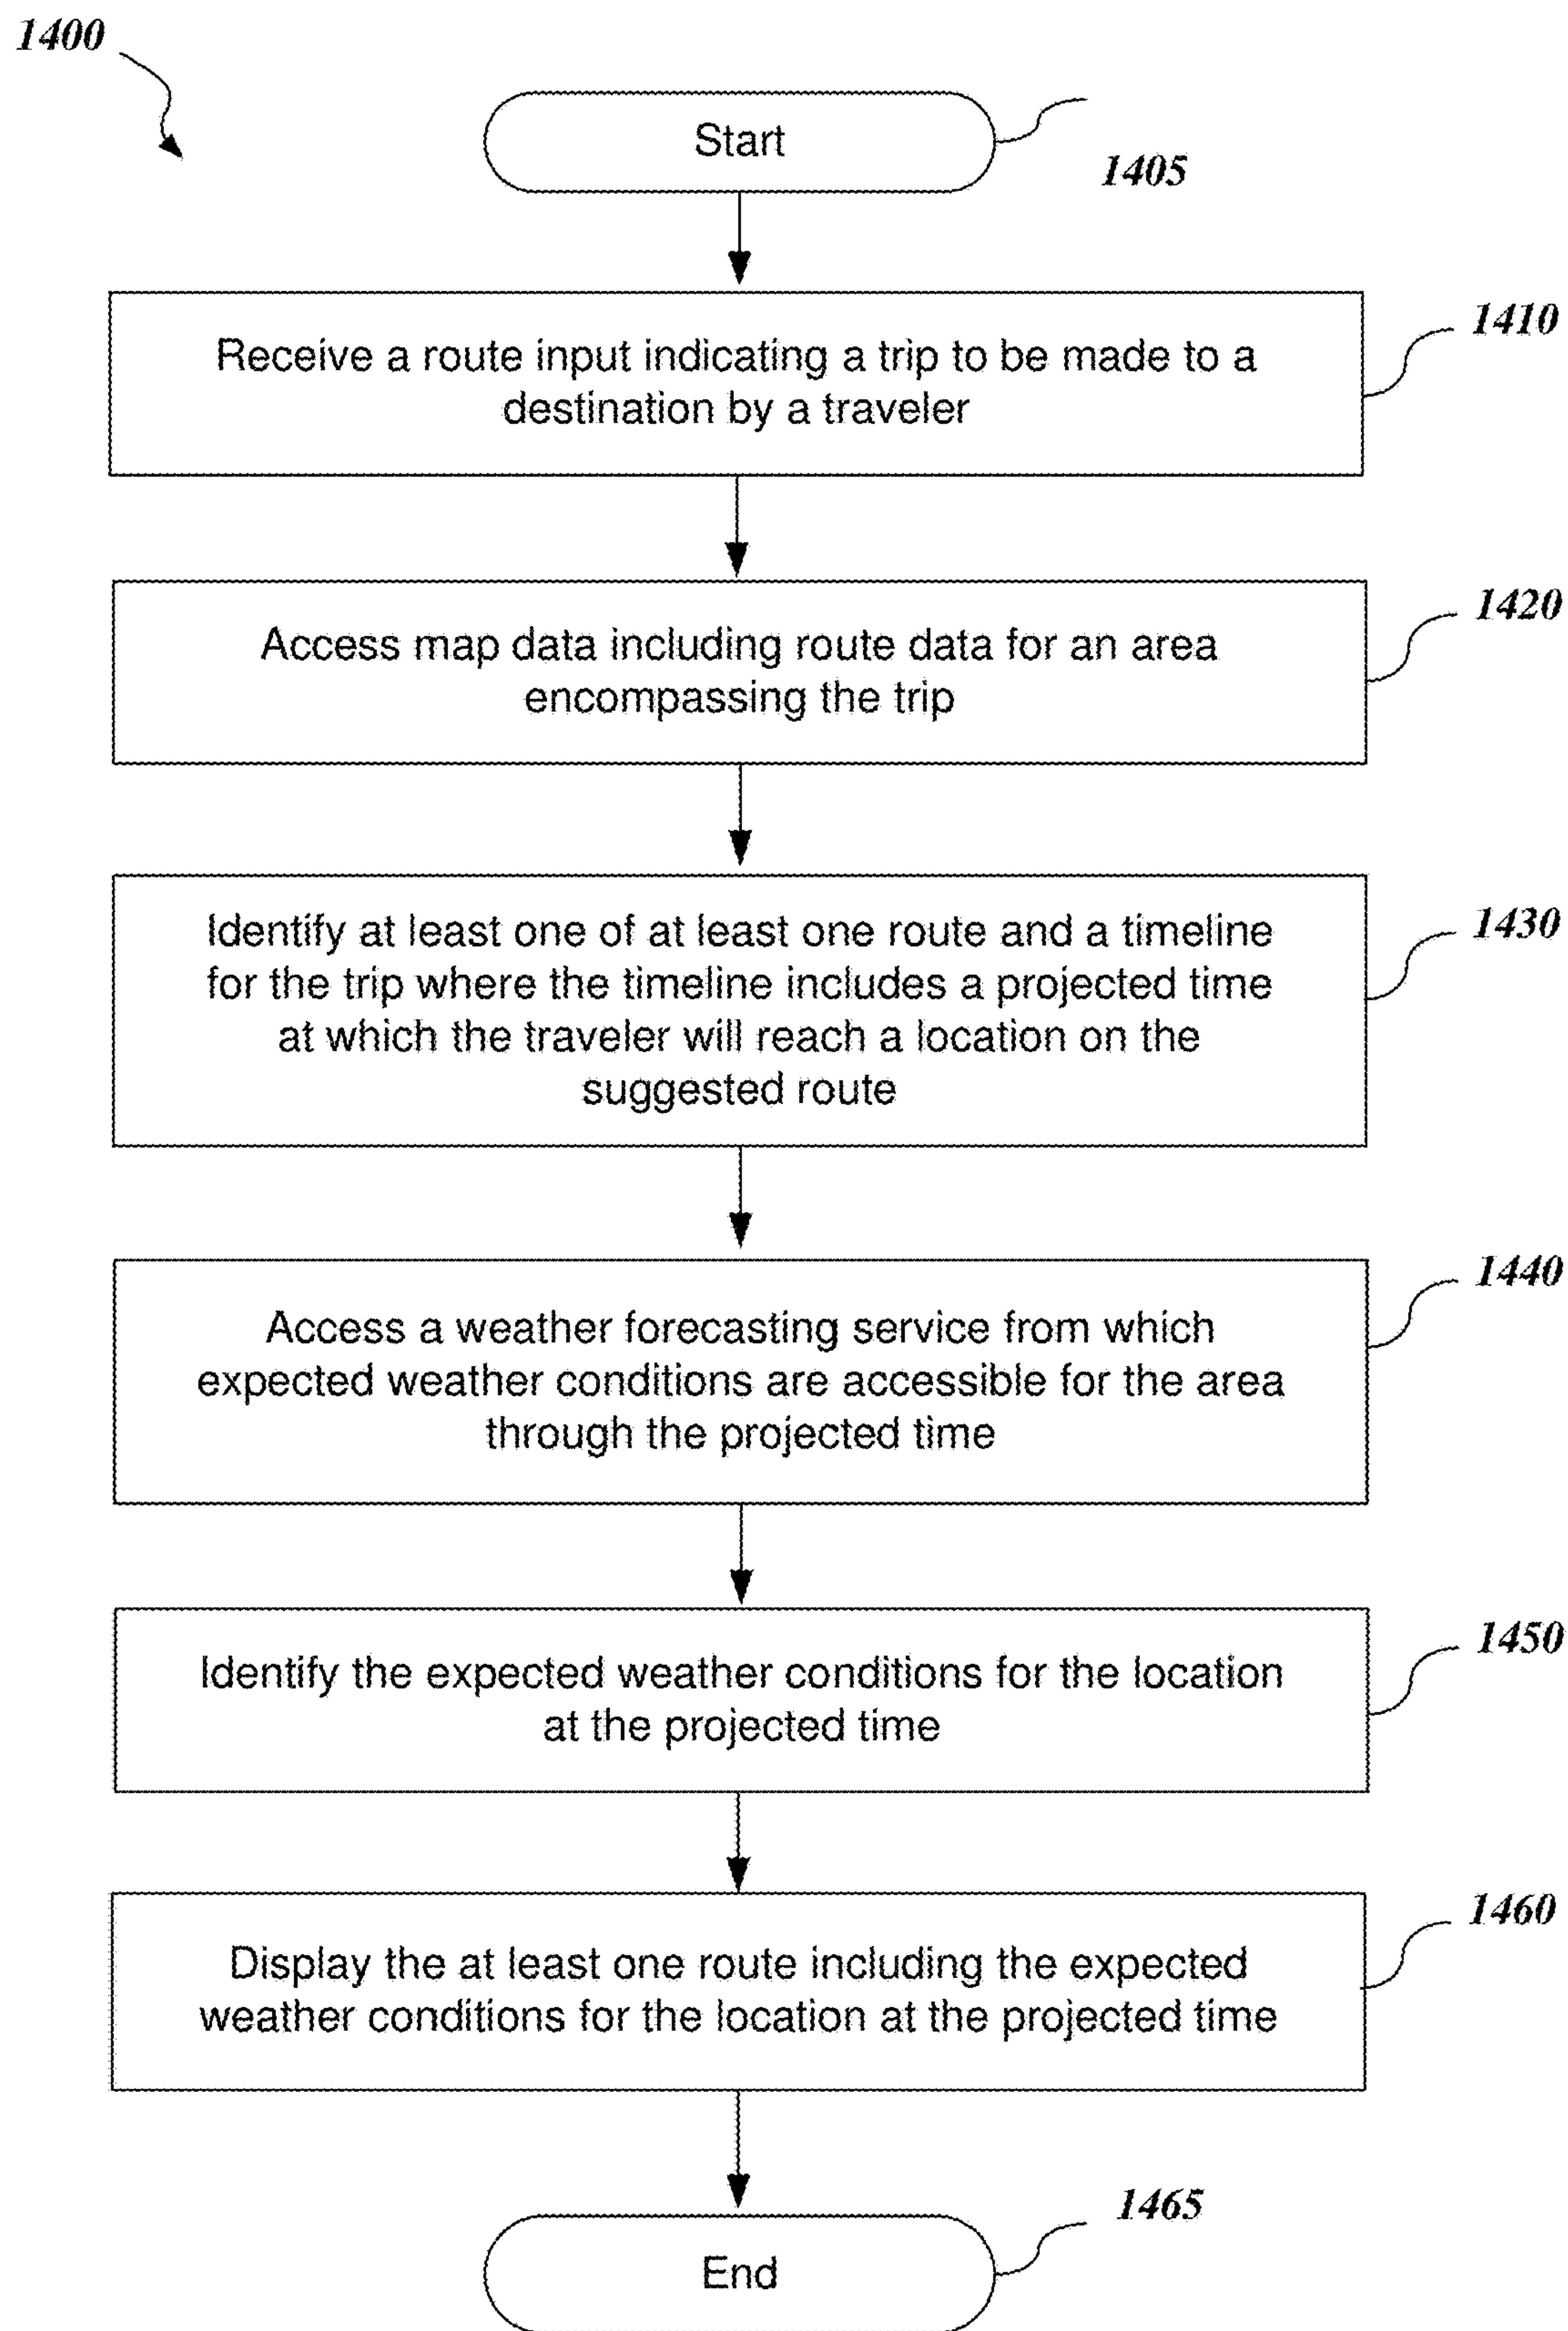 1400
Start
1405
Receive a route input indicating a trip to be made to a
destination by a traveler
1410
Access map data including route data for an area
encompassing the trip
1420
Identify at least one of at least one route and a timeline
for the trip where the timeline includes a projected time
at which the traveler will reach a location on the
suggested route
1430
Access a weather forecasting service from which
expected weather conditions are accessible for the area
through the projected time
1440
Identify the expected weather conditions for the location
at the projected time
1450
Display the at least one route including the expected
weather conditions for the location at the projected time
1460
End
1465